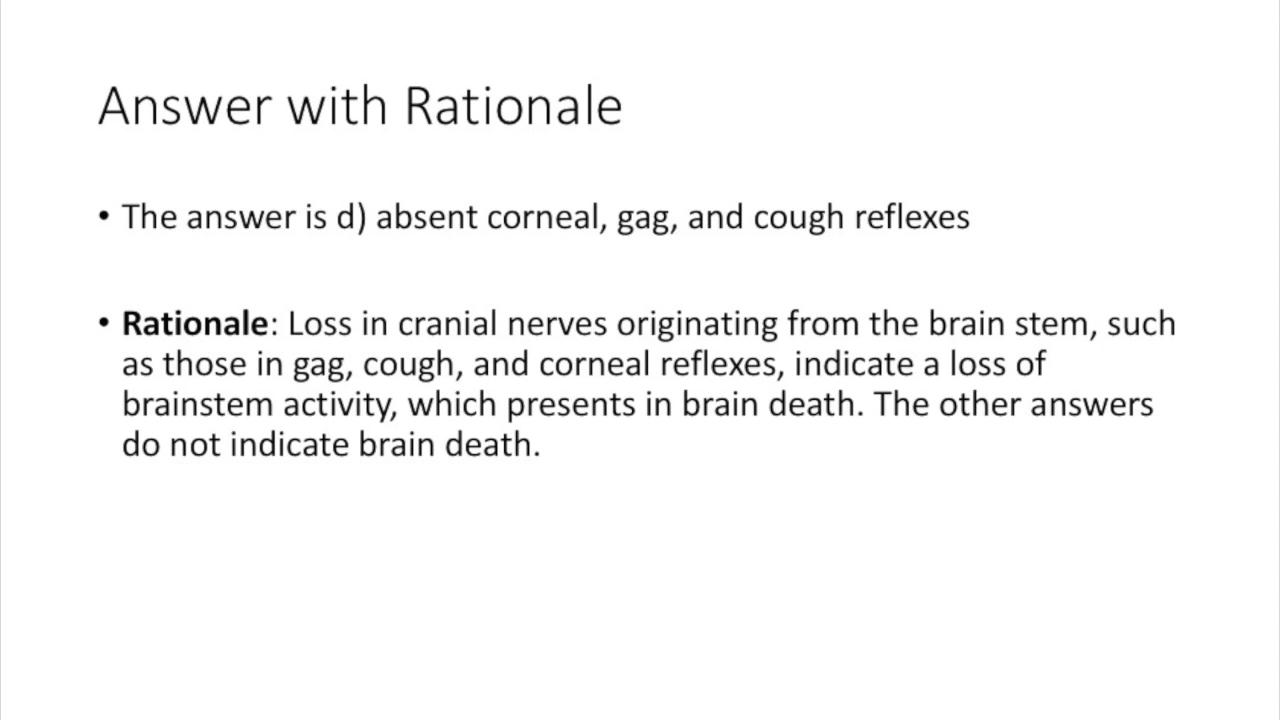 Answer with Rationale
• The answer is d) absent corneal, gag, and cough reflexes
• Rationale: Loss in cranial nerves originating from the brain stem, such
as those in gag, cough, and corneal reflexes, indicate a loss of
brainstem activity, which presents in brain death. The other answers
do not indicate brain death.